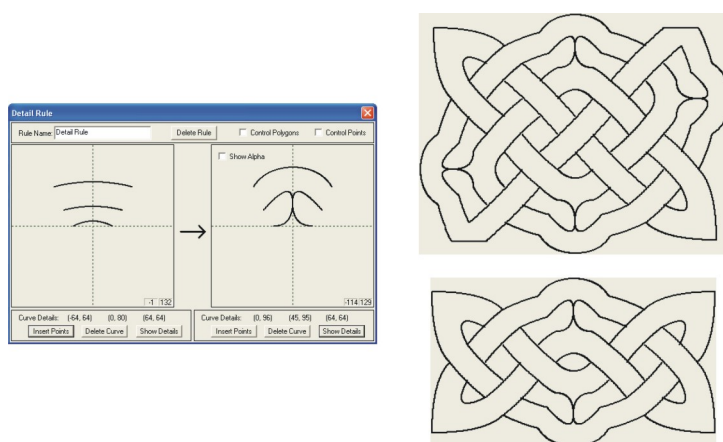 Detail Rule
Rule Name: Detail Rule Delete Rule Control Polygons Control Points
Show Alpha
-1 132 -114 129
Curve Details: (-64, 64) (0, 80) (64, 64) Curve Details: (0, 96) (45, 95) (64, 64)
Insert Points Delete Curve Show Details Insert Points Delete Curve Show Details